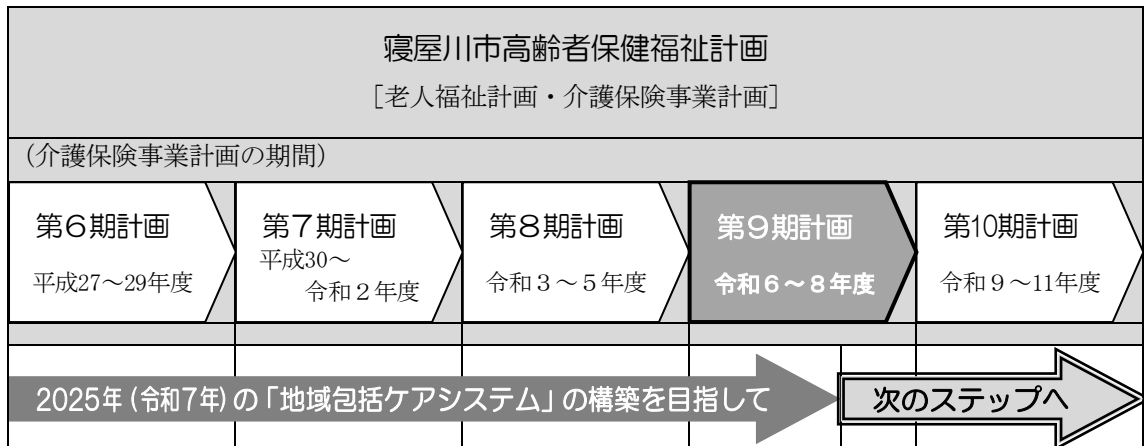 寝屋川市高齢者保健福祉計画
［老人福祉計画・介護保険事業計画］
（介護保険事業計画の期間）
第６期計画
平成27～29年度
第７期計画
平成30～
令和２年度
第８期計画
令和３～５年度
第９期計画
令和６～８年度
第10期計画
令和９～11年度
2025年（令和7年）の「地域包括ケアシステム」の構築を目指して
次のステップへ